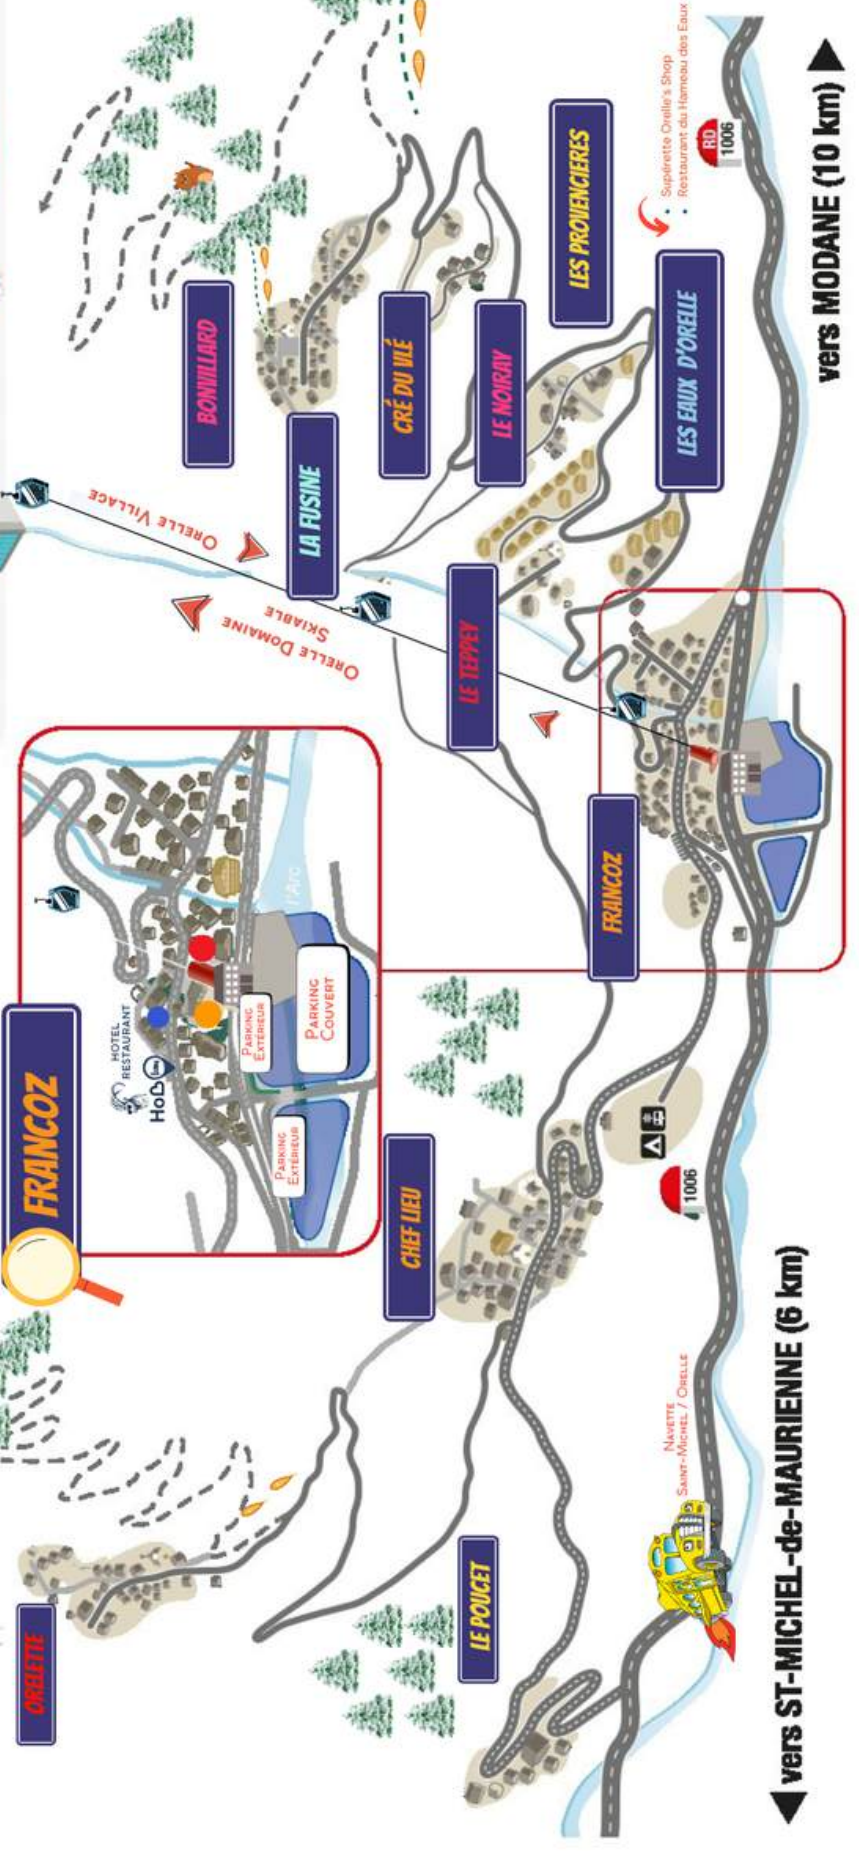 ORELETTE
FRANCOZ
HOTEL
RESTAURANT
HO
PARKING
EXTÉRIEUR
PARKING
EXTÉRIEUR
PARKING
COUVERT
l'Arc
ORELLE VILLAGE
ORELLE DOMAINE
SKIABLE
BONVILLARD
LA FUSINE
CRÉ DU VLÉ
LE NOIRAY
LES PROVENCIERES
LES EAUX D'ORELLE
• Supérette Orelle's Shop
• Restaurant du Hameau des Eaux
RD
1006
LE TEPPEY
FRANCOZ
CHEF LIEU
LE POUCET
1006
NAVETTE
SAINT-MICHEL / ORELLE
vers ST-MICHEL-de-MAURIENNE (6 km)
vers MODANE (10 km)